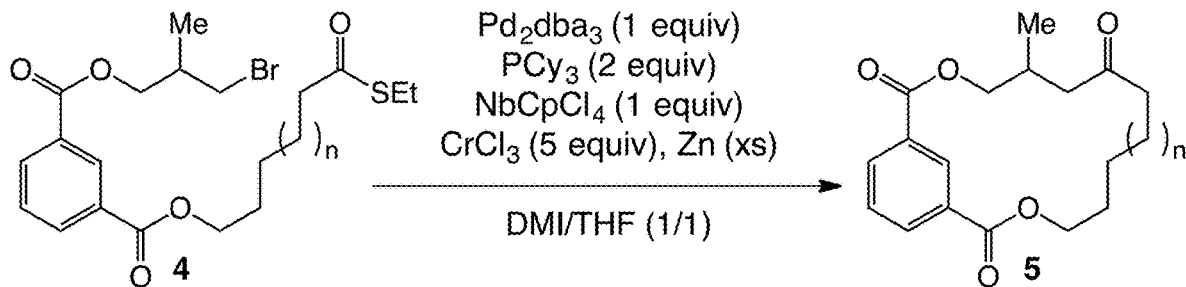 Me
O
O
Br
O
SEt
n
O
O
4
Pd₂dba₃ (1 equiv)
PCy₃ (2 equiv)
NbCpCl₄ (1 equiv)
CrCl₃ (5 equiv), Zn (xs)
DMI/THF (1/1)
Me
O
O
O
n
O
O
5